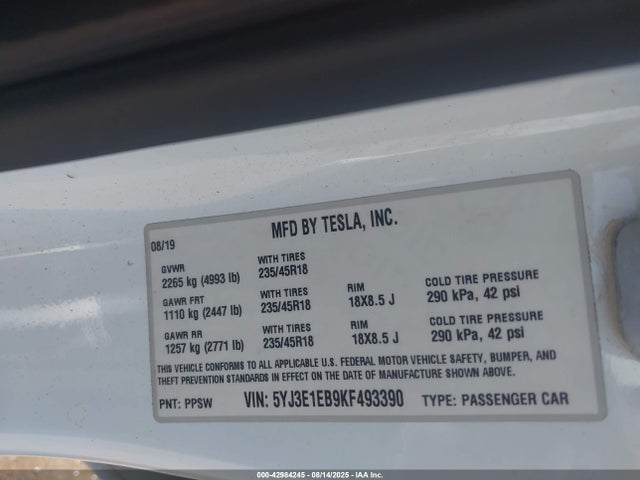 MFD BY TESLA, INC.
08/19
GVWR WITH TIRES
2265 kg (4993 lb) 235/45R18
GAWR FRT WITH TIRES RIM COLD TIRE PRESSURE
1110 kg (2447 lb) 235/45R18 18X8.5 J 290 kPa, 42 psi
GAWR RR WITH TIRES RIM COLD TIRE PRESSURE
1257 kg (2771 lb) 235/45R18 18X8.5 J 290 kPa, 42 psi
THIS VEHICLE CONFORMS TO ALL APPLICABLE U.S. FEDERAL MOTOR VEHICLE SAFETY, BUMPER, AND
THEFT PREVENTION STANDARDS IN EFFECT ON THE DATE OF MANUFACTURE SHOWN ABOVE.
PNT: PPSW VIN: 5YJ3E1EB9KF493390 TYPE: PASSENGER CAR
000-42984245 - 08/14/2025 - IAA Inc.